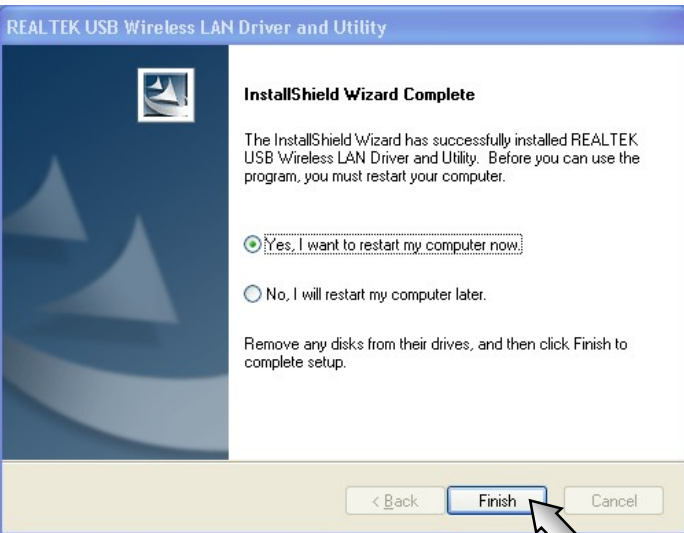 REALTEK USB Wireless LAN Driver and Utility
InstallShield Wizard Complete
The InstallShield Wizard has successfully installed REALTEK
USB Wireless LAN Driver and Utility.  Before you can use the
program, you must restart your computer.
Yes, I want to restart my computer now.
No, I will restart my computer later.
Remove any disks from their drives, and then click Finish to
complete setup.
< Back Finish Cancel